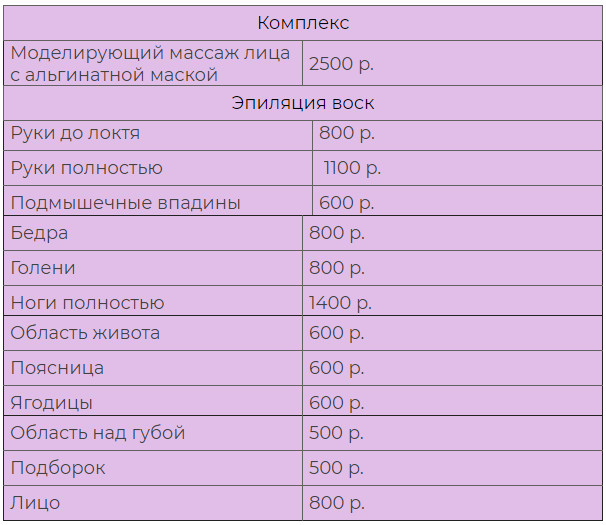 Комплекс
Моделирующий массаж лица
с альгинатной маской 2500 р.
Эпиляция воск
Руки до локтя 800 р.
Руки полностью 1100 р.
Подмышечные впадины 600 р.
Бедра 800 р.
Голени 800 р.
Ноги полностью 1400 р.
Область живота 600 р.
Поясница 600 р.
Ягодицы 600 р.
Область над губой 500 р.
Подборок 500 р.
Лицо 800 р.